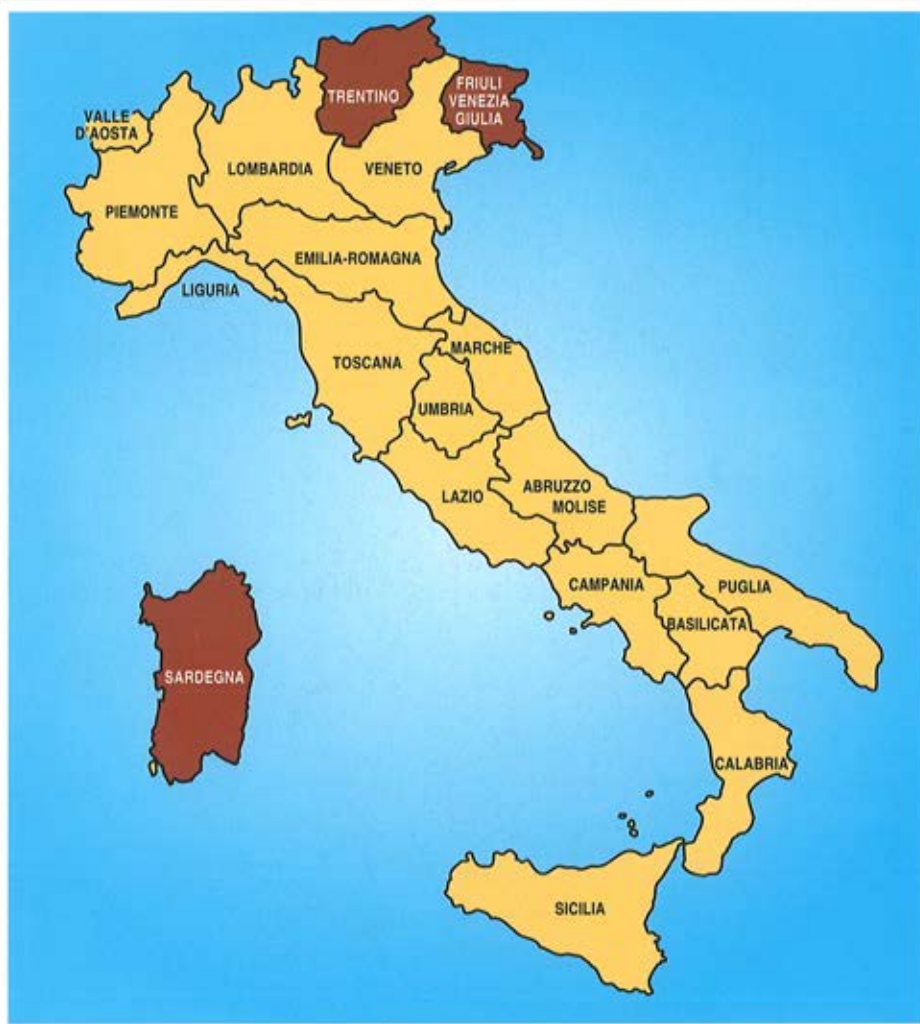 TRENTINO
FRIULI
VENEZIA
GIULIA
VALLE
D'AOSTA
LOMBARDIA
VENETO
PIEMONTE
EMILIA-ROMAGNA
LIGURIA
TOSCANA
MARCHE
UMBRIA
LAZIO
ABRUZZO
MOLISE
CAMPANIA
PUGLIA
BASILICATA
SARDEGNA
CALABRIA
SICILIA